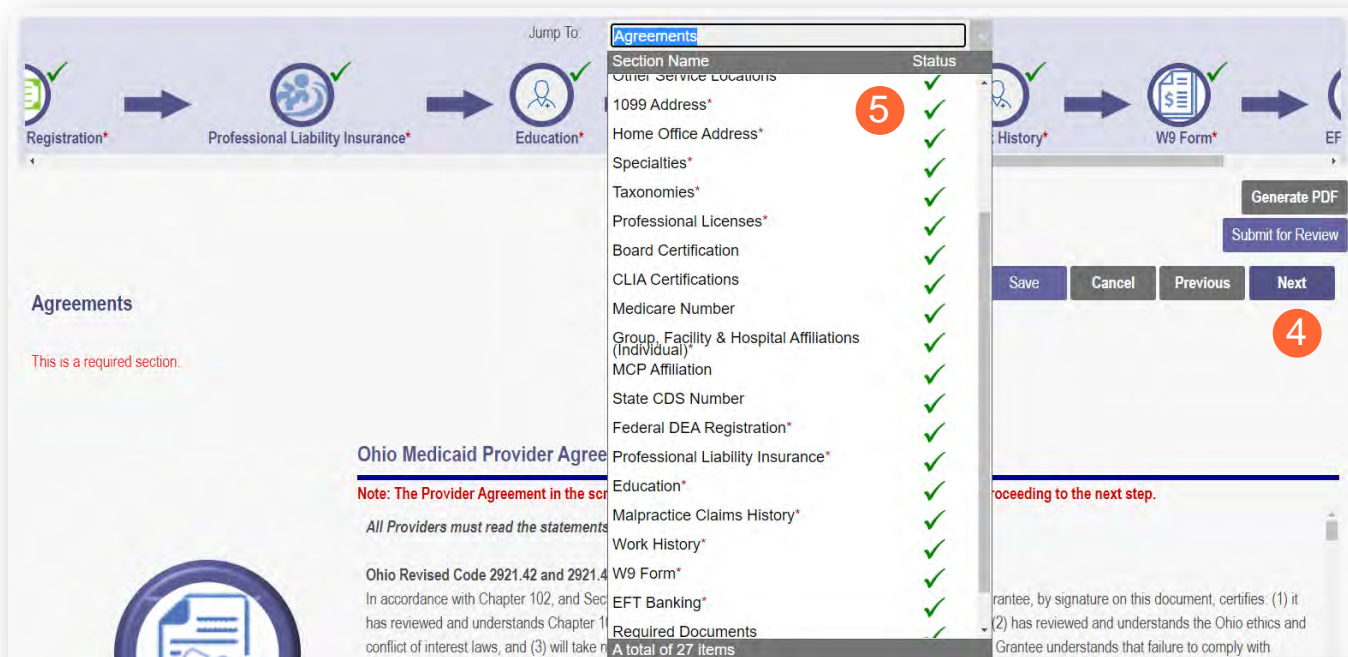 Jump To:
Agreements
Section Name Status
Other Service Locations
1099 Address*
5
Home Office Address*
Specialties*
Taxonomies*
Professional Licenses*
Board Certification
CLIA Certifications
Medicare Number
Group, Facility & Hospital Affiliations
(Individual)*
MCP Affiliation
State CDS Number
Federal DEA Registration*
Professional Liability Insurance*
Education*
Malpractice Claims History*
Work History*
W9 Form*
EFT Banking*
Required Documents
A total of 27 items
Registration*
Professional Liability Insurance*
Education*
History*
W9 Form*
EF
Generate PDF
Submit for Review
Save Cancel Previous Next
4
Agreements
This is a required section.
Ohio Medicaid Provider Agree
Note: The Provider Agreement in the scr oceeding to the next step.
All Providers must read the statements
Ohio Revised Code 2921.42 and 2921.4
In accordance with Chapter 102, and Sec rantee, by signature on this document, certifies: (1) it
has reviewed and understands Chapter 1 (2) has reviewed and understands the Ohio ethics and
conflict of interest laws, and (3) will take n Grantee understands that failure to comply with